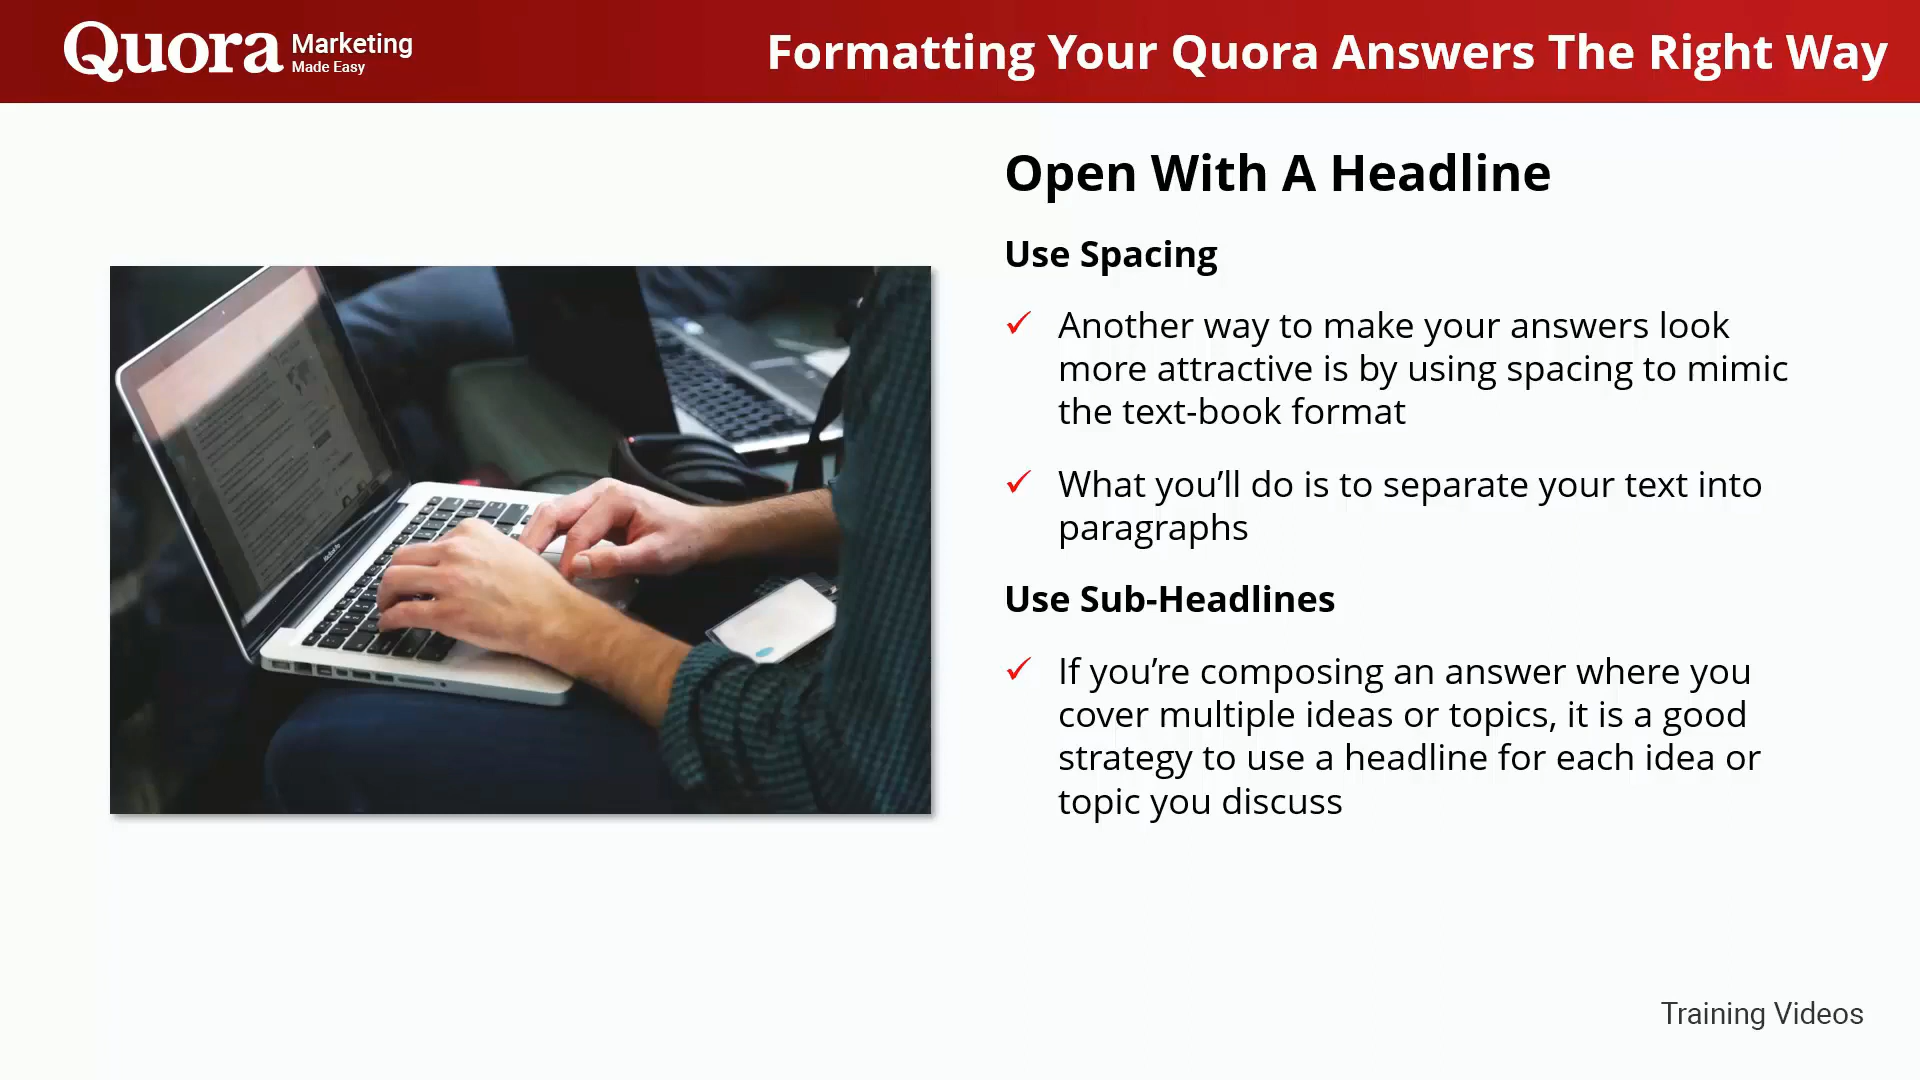 Quora Marketing
Made Easy
Formatting Your Quora Answers The Right Way
Open With A Headline
Use Spacing
Another way to make your answers look
more attractive is by using spacing to mimic
the text-book format
What you’ll do is to separate your text into
paragraphs
Use Sub-Headlines
If you’re composing an answer where you
cover multiple ideas or topics, it is a good
strategy to use a headline for each idea or
topic you discuss
Training Videos